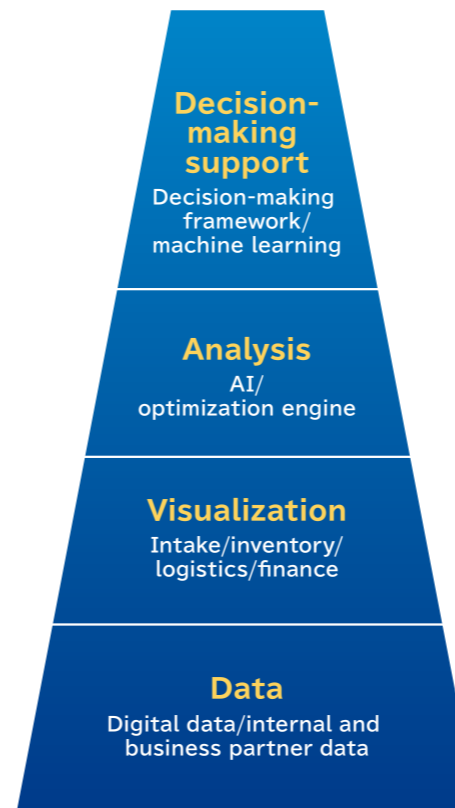 Decision-
making
support
Decision-making
framework/
machine learning
Analysis
AI/
optimization engine
Visualization
Intake/inventory/
logistics/finance
Data
Digital data/internal and
business partner data